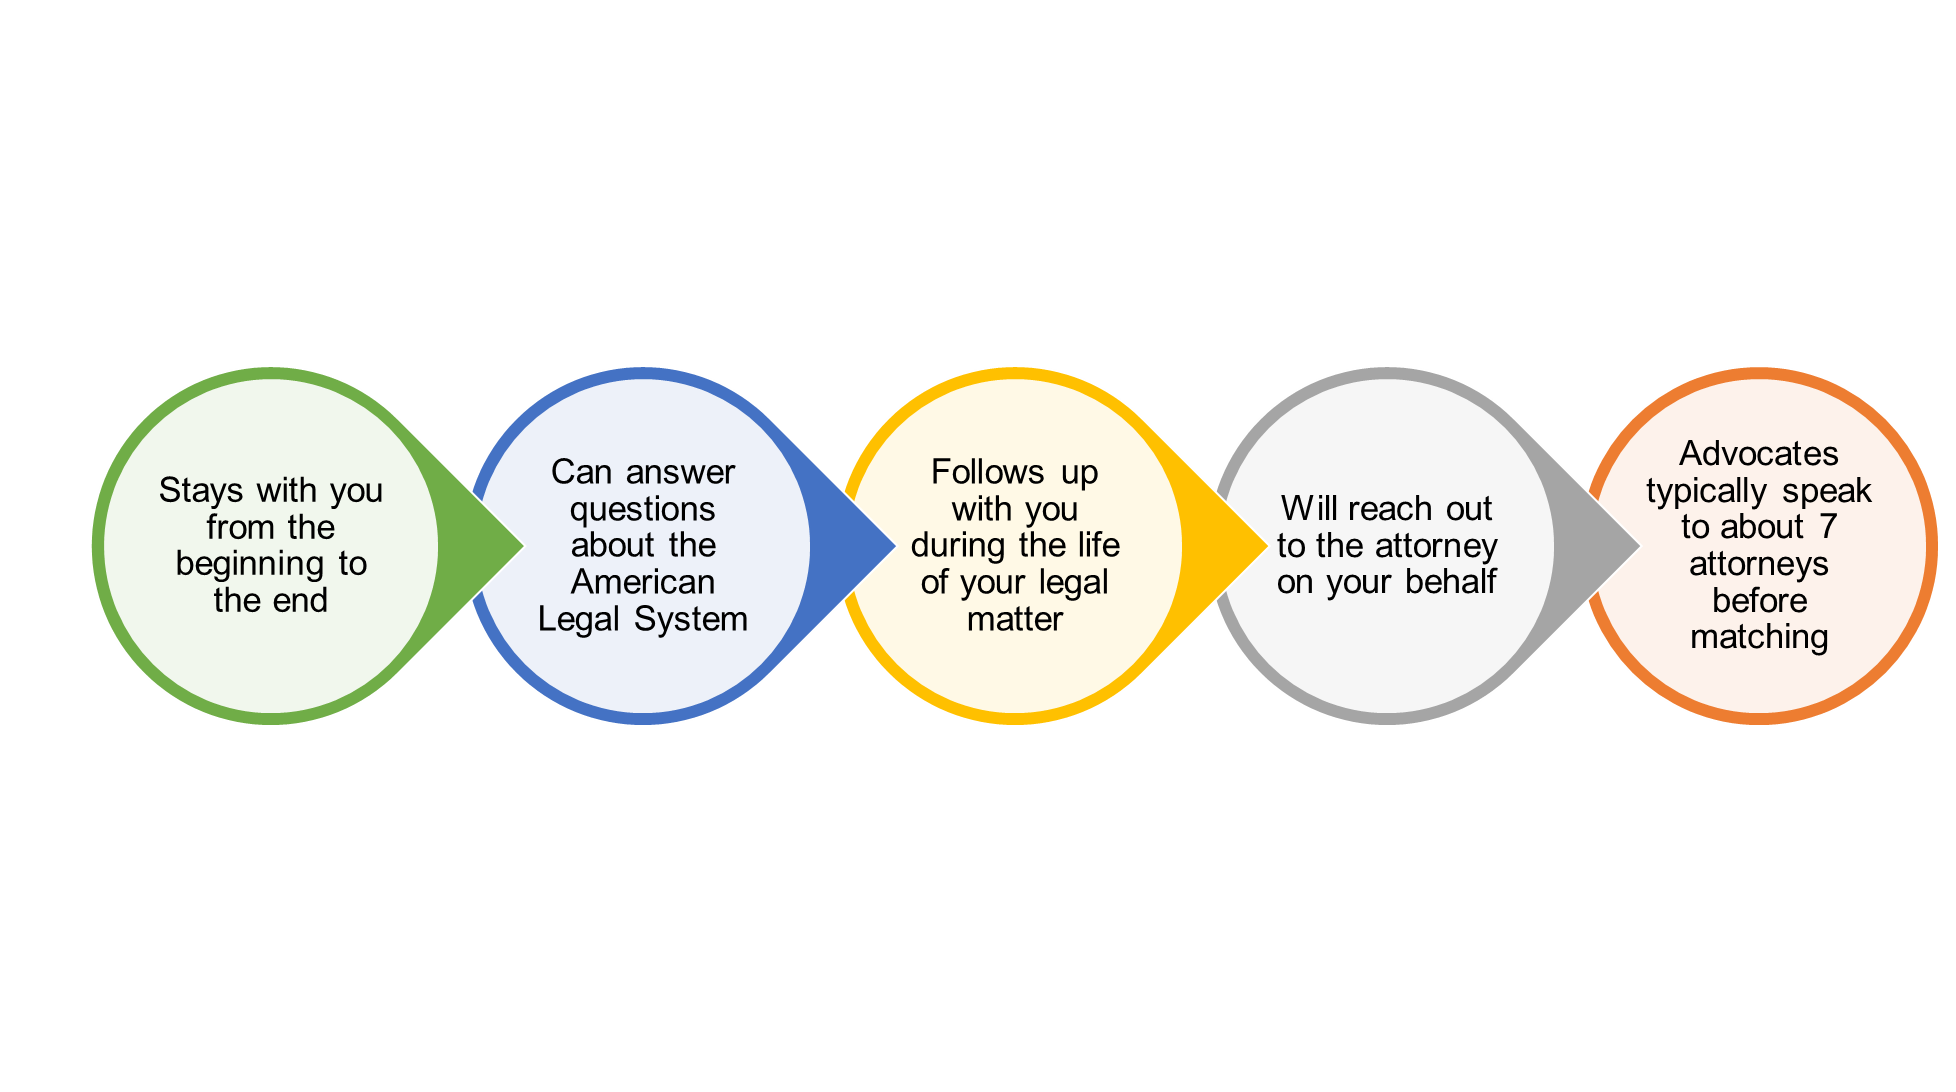 Stays with you
from the
beginning to
the end
Can answer
questions
about the
American
Legal System
Follows up
with you
during the life
of your legal
matter
Will reach out
to the attorney
on your behalf
Advocates
typically speak
to about 7
attorneys
before
matching